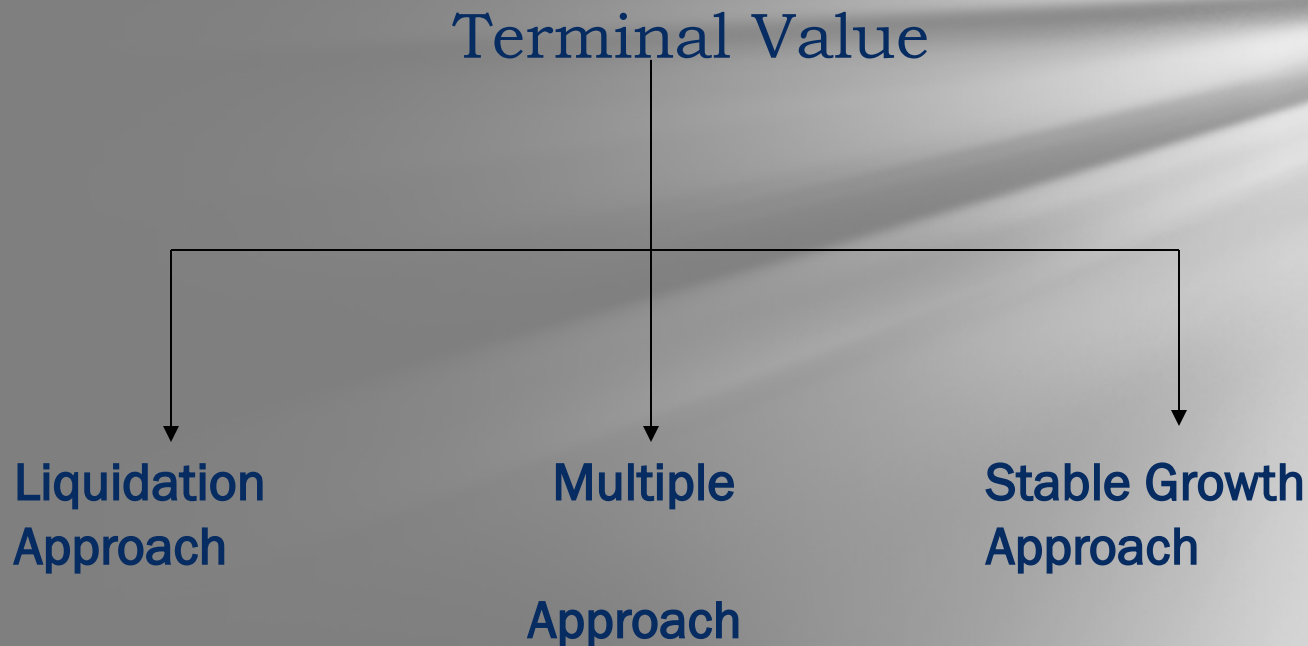 Terminal Value
Liquidation
Approach
Multiple
Approach
Stable Growth
Approach